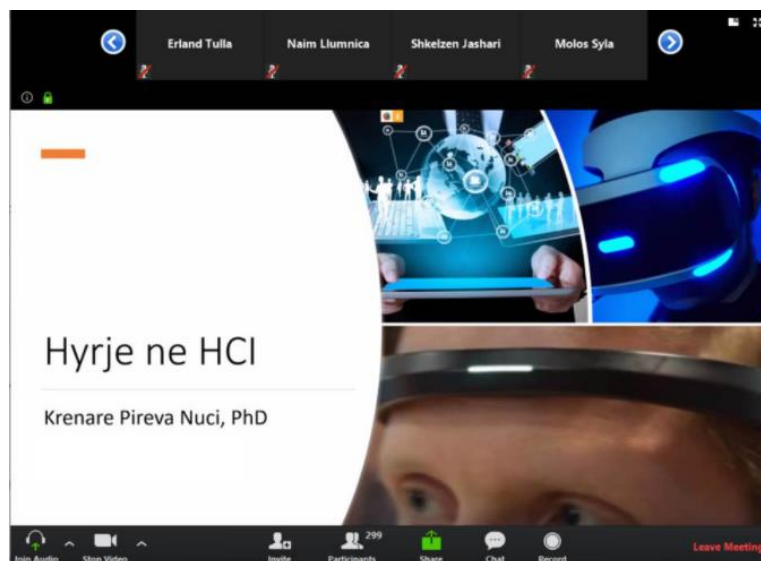 Erland Tulla
Naim Llumnica
Shkelzen Jashari
Molos Syla
Hyrje ne HCI
Krenare Pireva Nuci, PhD
Join Audio
Stop Video
Invite
Participants
299
Share
Chat
Record
Leave Meeting